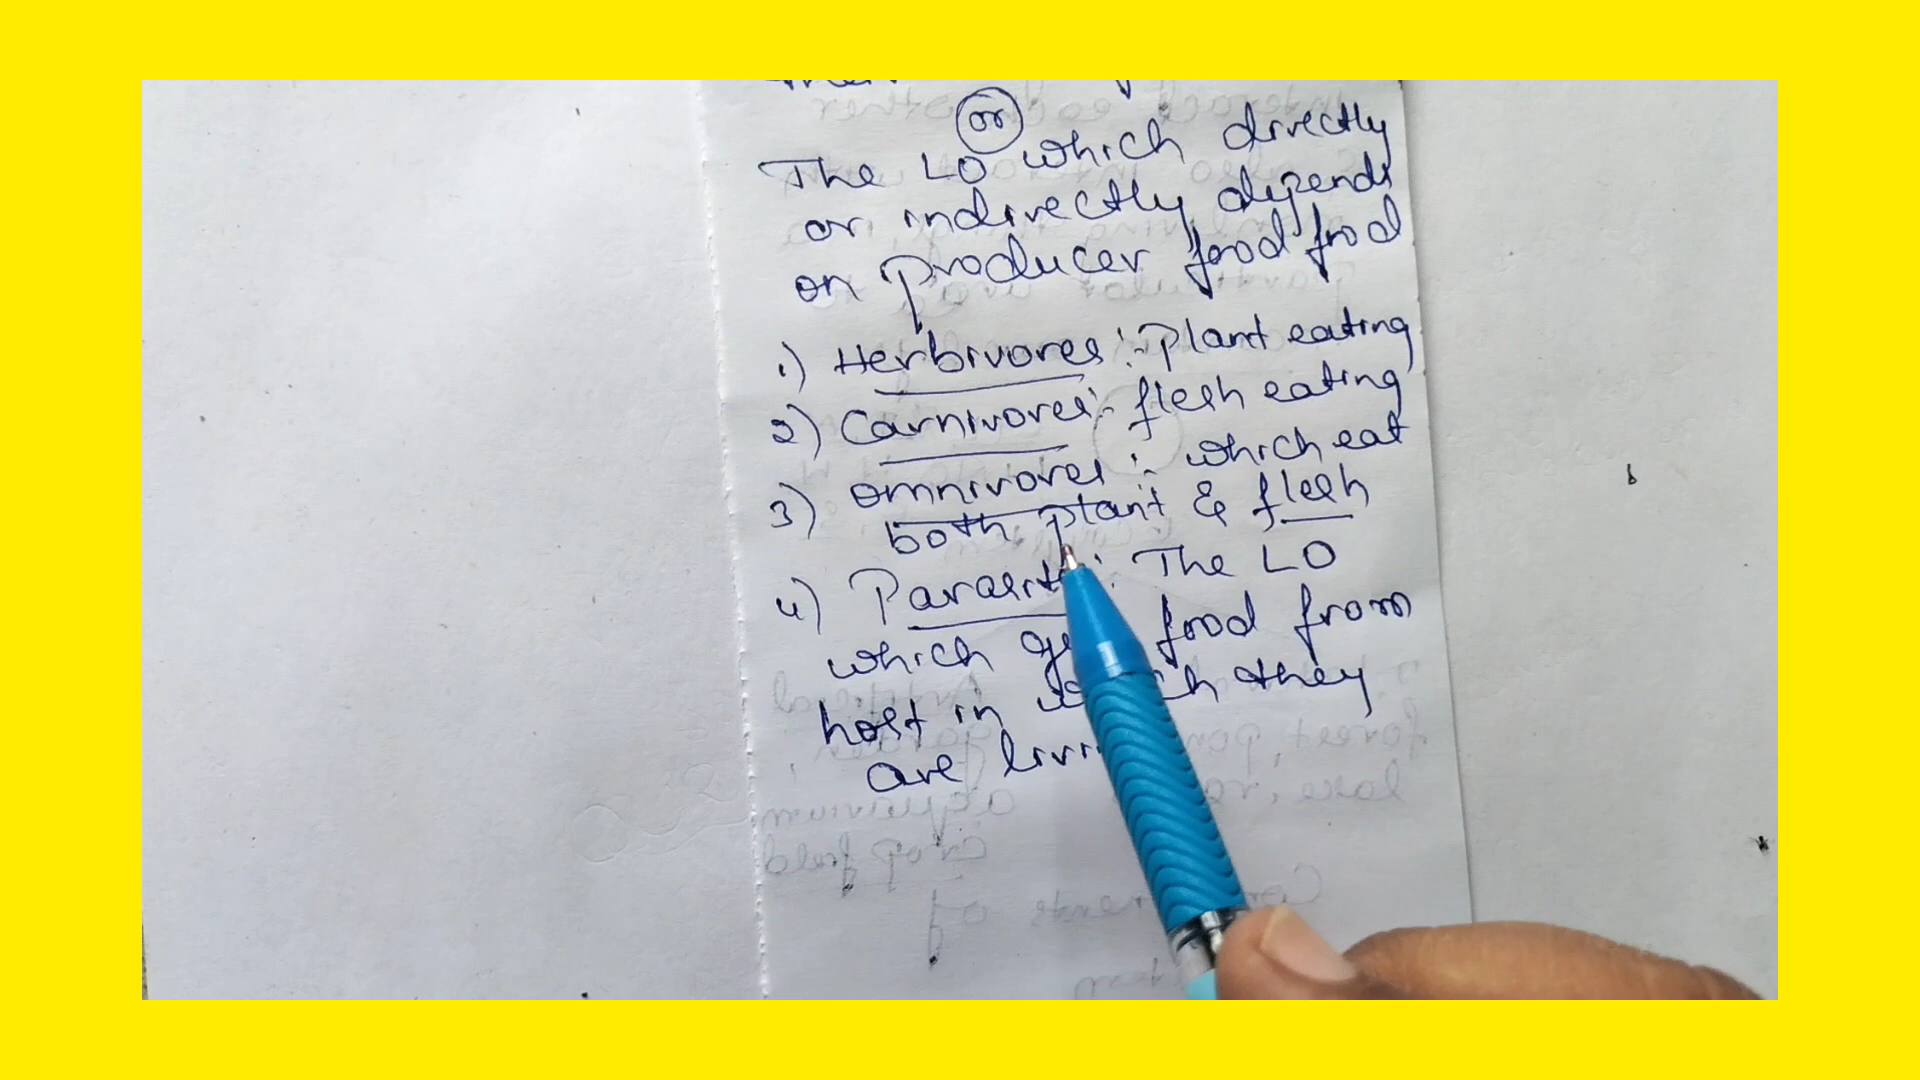 or
The LO which directly
or indirectly depends
on producer food food
1) Herbivores :- Plant eating
2) Carnivores :- flesh eating
3) omnivores :- which eat
both plant & flesh
4) Parasite : The LO
which food from
host in which they
are